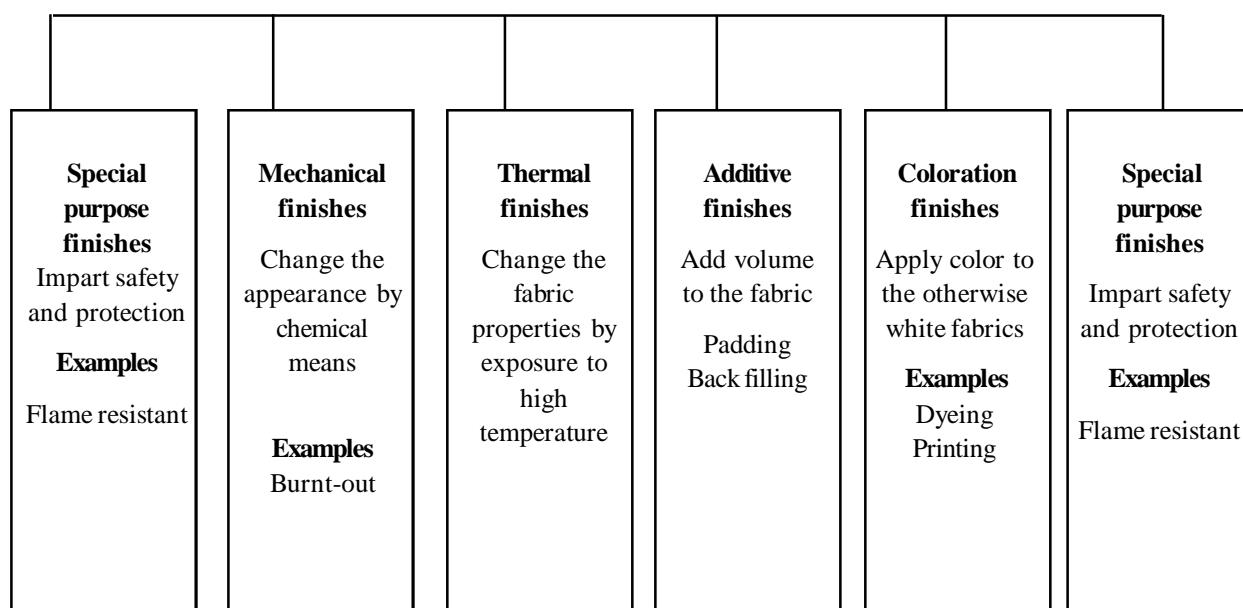 Special
purpose
finishes
Impart safety
and protection
Examples
Flame resistant
Mechanical
finishes
Change the
appearance by
chemical
means
Examples
Burnt-out
Thermal
finishes
Change the
fabric
properties by
exposure to
high
temperature
Additive
finishes
Add volume
to the fabric
Padding
Back filling
Coloration
finishes
Apply color to
the otherwise
white fabrics
Examples
Dyeing
Printing
Special
purpose
finishes
Impart safety
and protection
Examples
Flame resistant